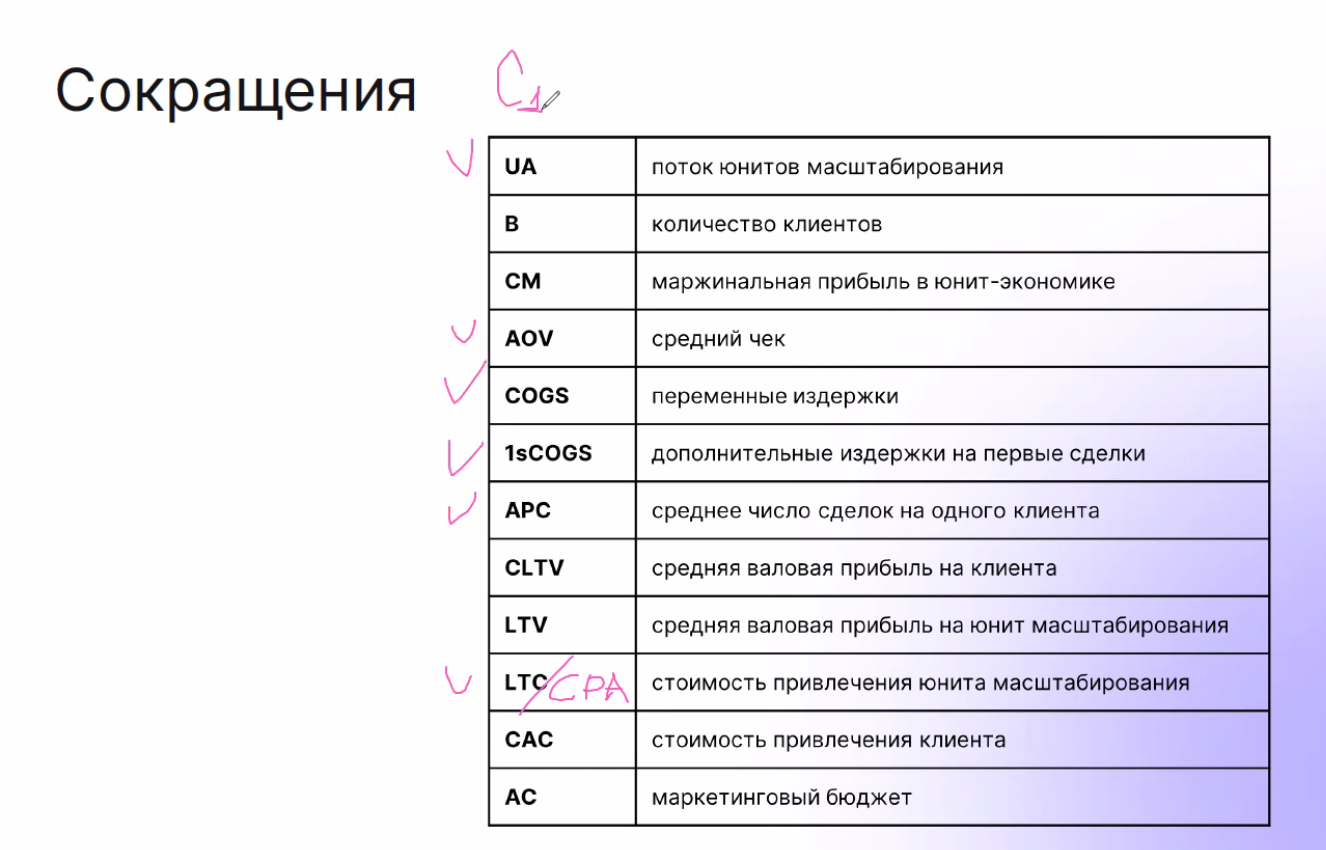 Сокращения
C1
UA поток юнитов масштабирования
B количество клиентов
CM маржинальная прибыль в юнит-экономике
AOV средний чек
COGS переменные издержки
1sCOGS дополнительные издержки на первые сделки
APC среднее число сделок на одного клиента
CLTV средняя валовая прибыль на клиента
LTV средняя валовая прибыль на юнит масштабирования
LTC/CPA стоимость привлечения юнита масштабирования
CAC стоимость привлечения клиента
AC маркетинговый бюджет